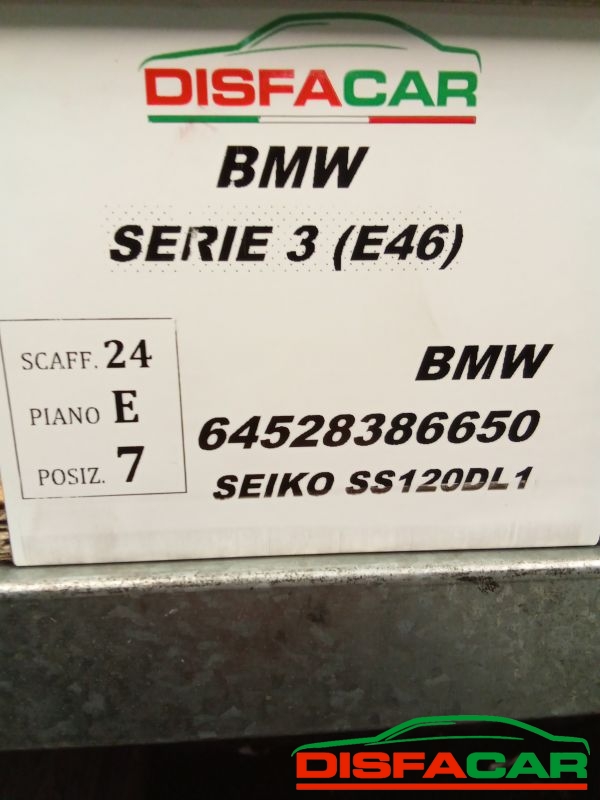 DISFACAR
BMW
SERIE 3 (E46)
SCAFF. 24
PIANO E
POSIZ. 7
BMW
64528386650
SEIKO SS120DL1
DISFACAR